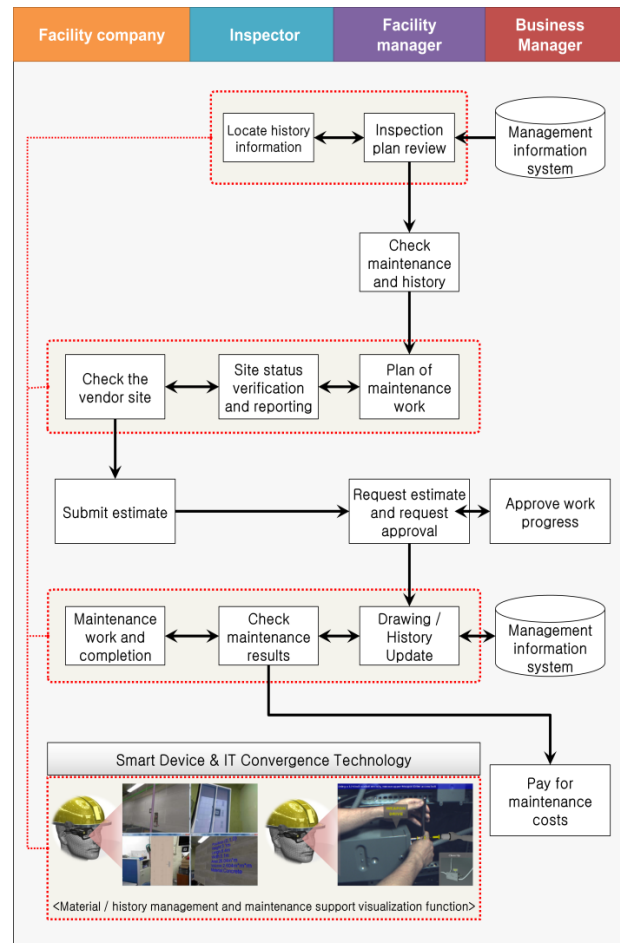 Facility company
Inspector
Facility
manager
Business
Manager
Locate history
information
Inspection
plan review
Management
information
system
Check
maintenance
and history
Check the
vendor site
Site status
verification
and reporting
Plan of
maintenance
work
Submit estimate
Request estimate
and request
approval
Approve work
progress
Maintenance
work and
completion
Check
maintenance
results
Drawing /
History
Update
Management
information
system
Smart Device & IT Convergence Technology
Pay for
maintenance
costs
<Material / history management and maintenance support visualization function>